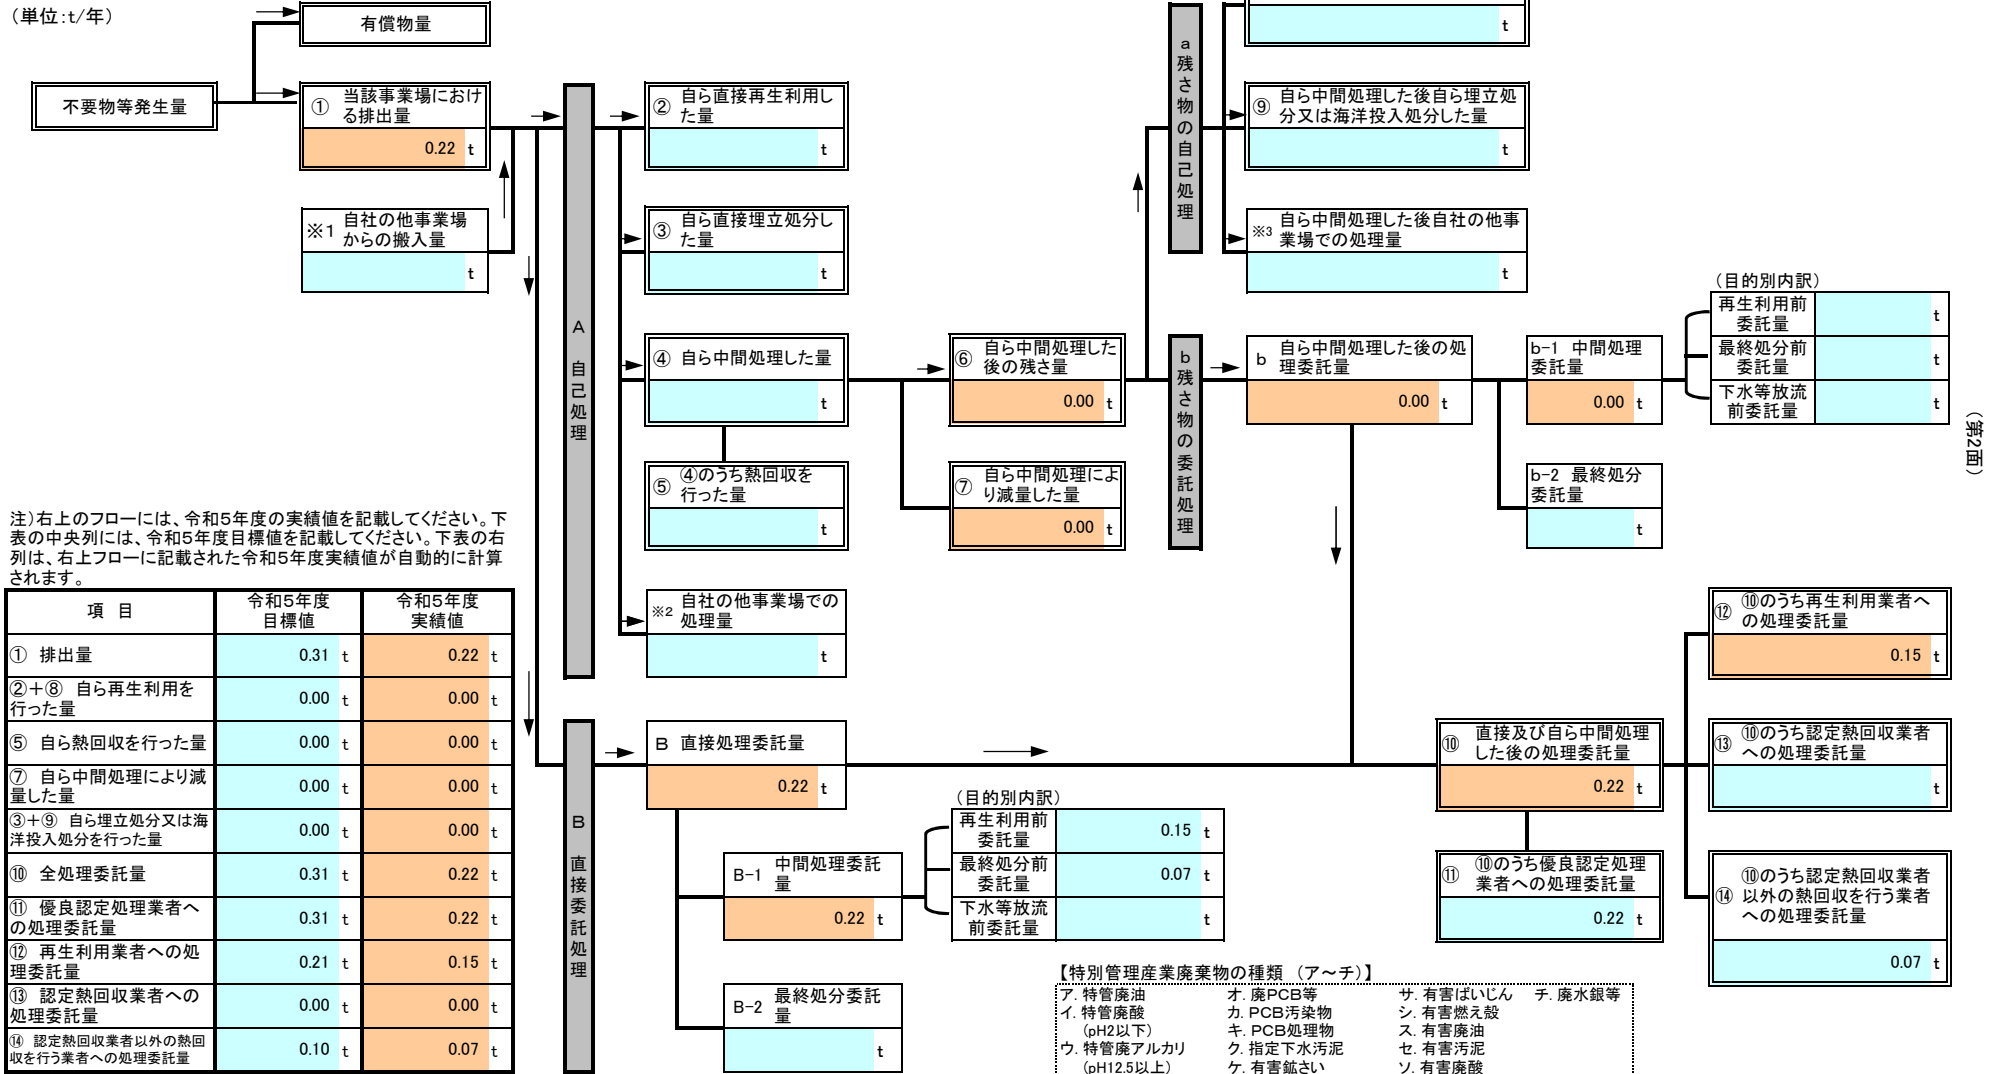 （単位:t/年）
有償物量
不要物等発生量
① 当該事業場におけ
る排出量
0.22 t
※1 自社の他事業場
からの搬入量
t
A 自己処理
② 自ら直接再生利用し
た量
t
③ 自ら直接埋立処分し
た量
t
④ 自ら中間処理した量
t
⑤ ④のうち熱回収を
行った量
t
※2 自社の他事業場での
処理量
t
⑥ 自ら中間処理した
後の残さ量
0.00 t
⑦ 自ら中間処理によ
り減量した量
0.00 t
a 残さ物の自己処理
t
⑨ 自ら中間処理した後自ら埋立処
分又は海洋投入処分した量
t
※3 自ら中間処理した後自社の他事
業場での処理量
t
b 残さ物の委託処理
b 自ら中間処理した後の処
理委託量
0.00 t
b-1 中間処理
委託量
0.00 t
b-2 最終処分
委託量
t
（目的別内訳）
再生利用前
委託量
t
最終処分前
委託量
t
下水等放流
前委託量
t
（第2面）
注）右上のフローには、令和5年度の実績値を記載してください。下
表の中央列には、令和5年度目標値を記載してください。下表の右
列は、右上フローに記載された令和5年度実績値が自動的に計算
されます。
項 目 令和5年度 令和5年度
目標値 実績値
① 排出量 0.31 t 0.22 t
②＋⑧ 自ら再生利用を
行った量 0.00 t 0.00 t
⑤ 自ら熱回収を行った量 0.00 t 0.00 t
⑦ 自ら中間処理により減
量した量 0.00 t 0.00 t
③＋⑨ 自ら埋立処分又は海
洋投入処分を行った量 0.00 t 0.00 t
⑩ 全処理委託量 0.31 t 0.22 t
⑪ 優良認定処理業者へ
の処理委託量 0.31 t 0.22 t
⑫ 再生利用業者への処
理委託量 0.21 t 0.15 t
⑬ 認定熱回収業者への
処理委託量 0.00 t 0.00 t
⑭ 認定熱回収業者以外の熱回
収を行う業者への処理委託量 0.10 t 0.07 t
B 直接委託処理
B 直接処理委託量
0.22 t
B-1 中間処理委託
量
0.22 t
B-2 最終処分委託
量
t
（目的別内訳）
再生利用前
委託量
0.15 t
最終処分前
委託量
0.07 t
下水等放流
前委託量
t
⑩ 直接及び自ら中間処理
した後の処理委託量
0.22 t
⑪ ⑩のうち優良認定処理
業者への処理委託量
0.22 t
⑫ ⑩のうち再生利用業者へ
の処理委託量
0.15 t
⑬ ⑩のうち認定熱回収業者
への処理委託量
t
⑭ ⑩のうち認定熱回収業者
以外の熱回収を行う業者
への処理委託量
0.07 t
【特別管理産業廃棄物の種類 （ア～チ）】
ア. 特管廃油 オ. 廃PCB等 サ. 有害ばいじん チ. 廃水銀等
イ. 特管廃酸 カ. PCB汚染物 シ. 有害燃え殻
（pH2以下） キ. PCB処理物 ス. 有害廃油
ウ. 特管廃アルカリ ク. 指定下水汚泥 セ. 有害汚泥
（pH12.5以上） ケ. 有害鉱さい ソ. 有害廃酸